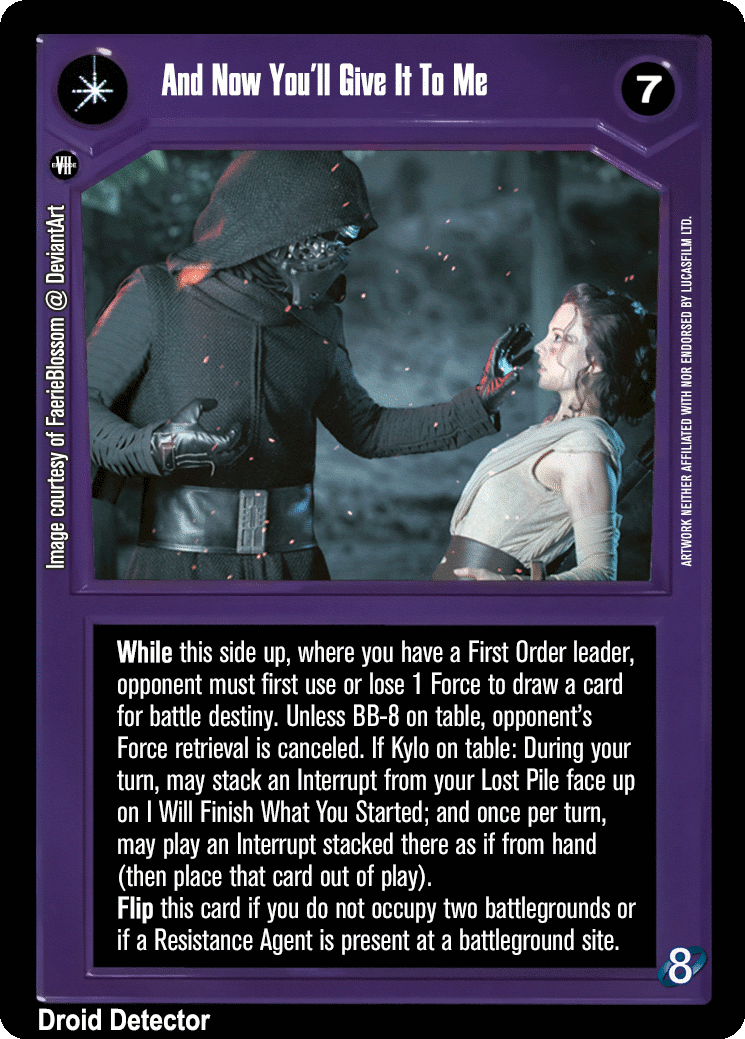 And Now You'll Give It To Me
7
EPISODE
VII
Image courtesy of FaerieBlossom @ DeviantArt
ARTWORK NEITHER AFFILIATED WITH NOR ENDORSED BY LUCASFILM LTD.
While this side up, where you have a First Order leader,
opponent must first use or lose 1 Force to draw a card
for battle destiny. Unless BB-8 on table, opponent's
Force retrieval is canceled. If Kylo on table: During your
turn, may stack an Interrupt from your Lost Pile face up
on I Will Finish What You Started; and once per turn,
may play an Interrupt stacked there as if from hand
(then place that card out of play).
Flip this card if you do not occupy two battlegrounds or
if a Resistance Agent is present at a battleground site.
8
Droid Detector